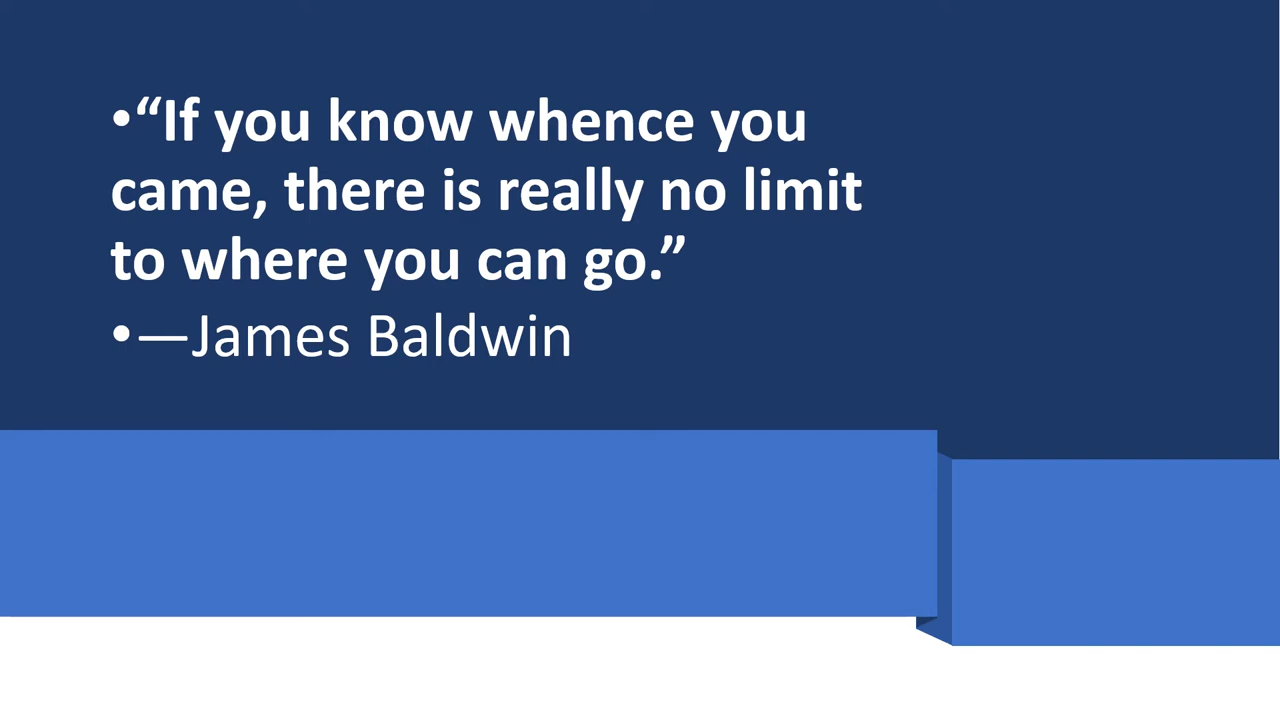 •“If you know whence you
came, there is really no limit
to where you can go.”
•—James Baldwin